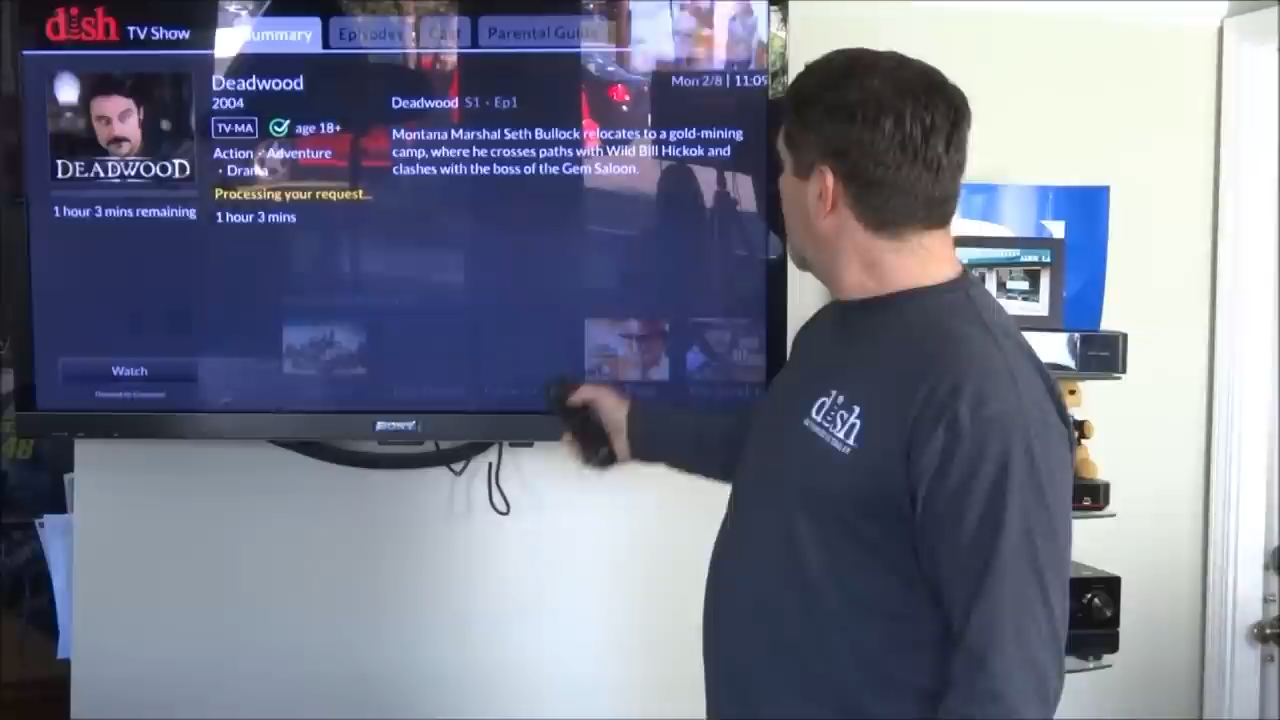 dish TV Show
Summary Episodes Cast Parental Guide
Mon 2/8 | 11:05
Deadwood
2004
TV-MA age 18+
Action • Adventure
• Drama
Processing your request...
1 hour 3 mins
DEADWOOD
1 hour 3 mins remaining
Deadwood S1 • Ep1
Montana Marshal Seth Bullock relocates to a gold-mining
camp, where he crosses paths with Wild Bill Hickok and
clashes with the boss of the Gem Saloon.
Watch
SONY
dish
48